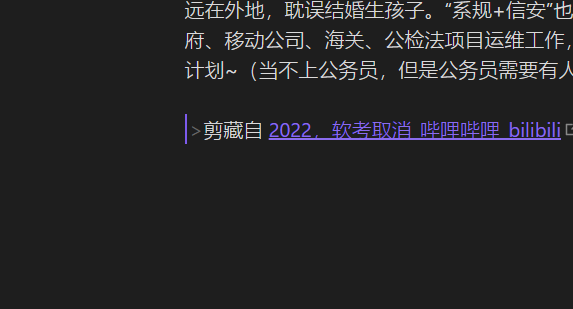 远在外地，耽误结婚生孩子。“系规+信安”也
府、移动公司、海关、公检法项目运维工作，
计划~（当不上公务员，但是公务员需要有人
>剪藏自 2022，软考取消_哔哩哔哩_bilibili